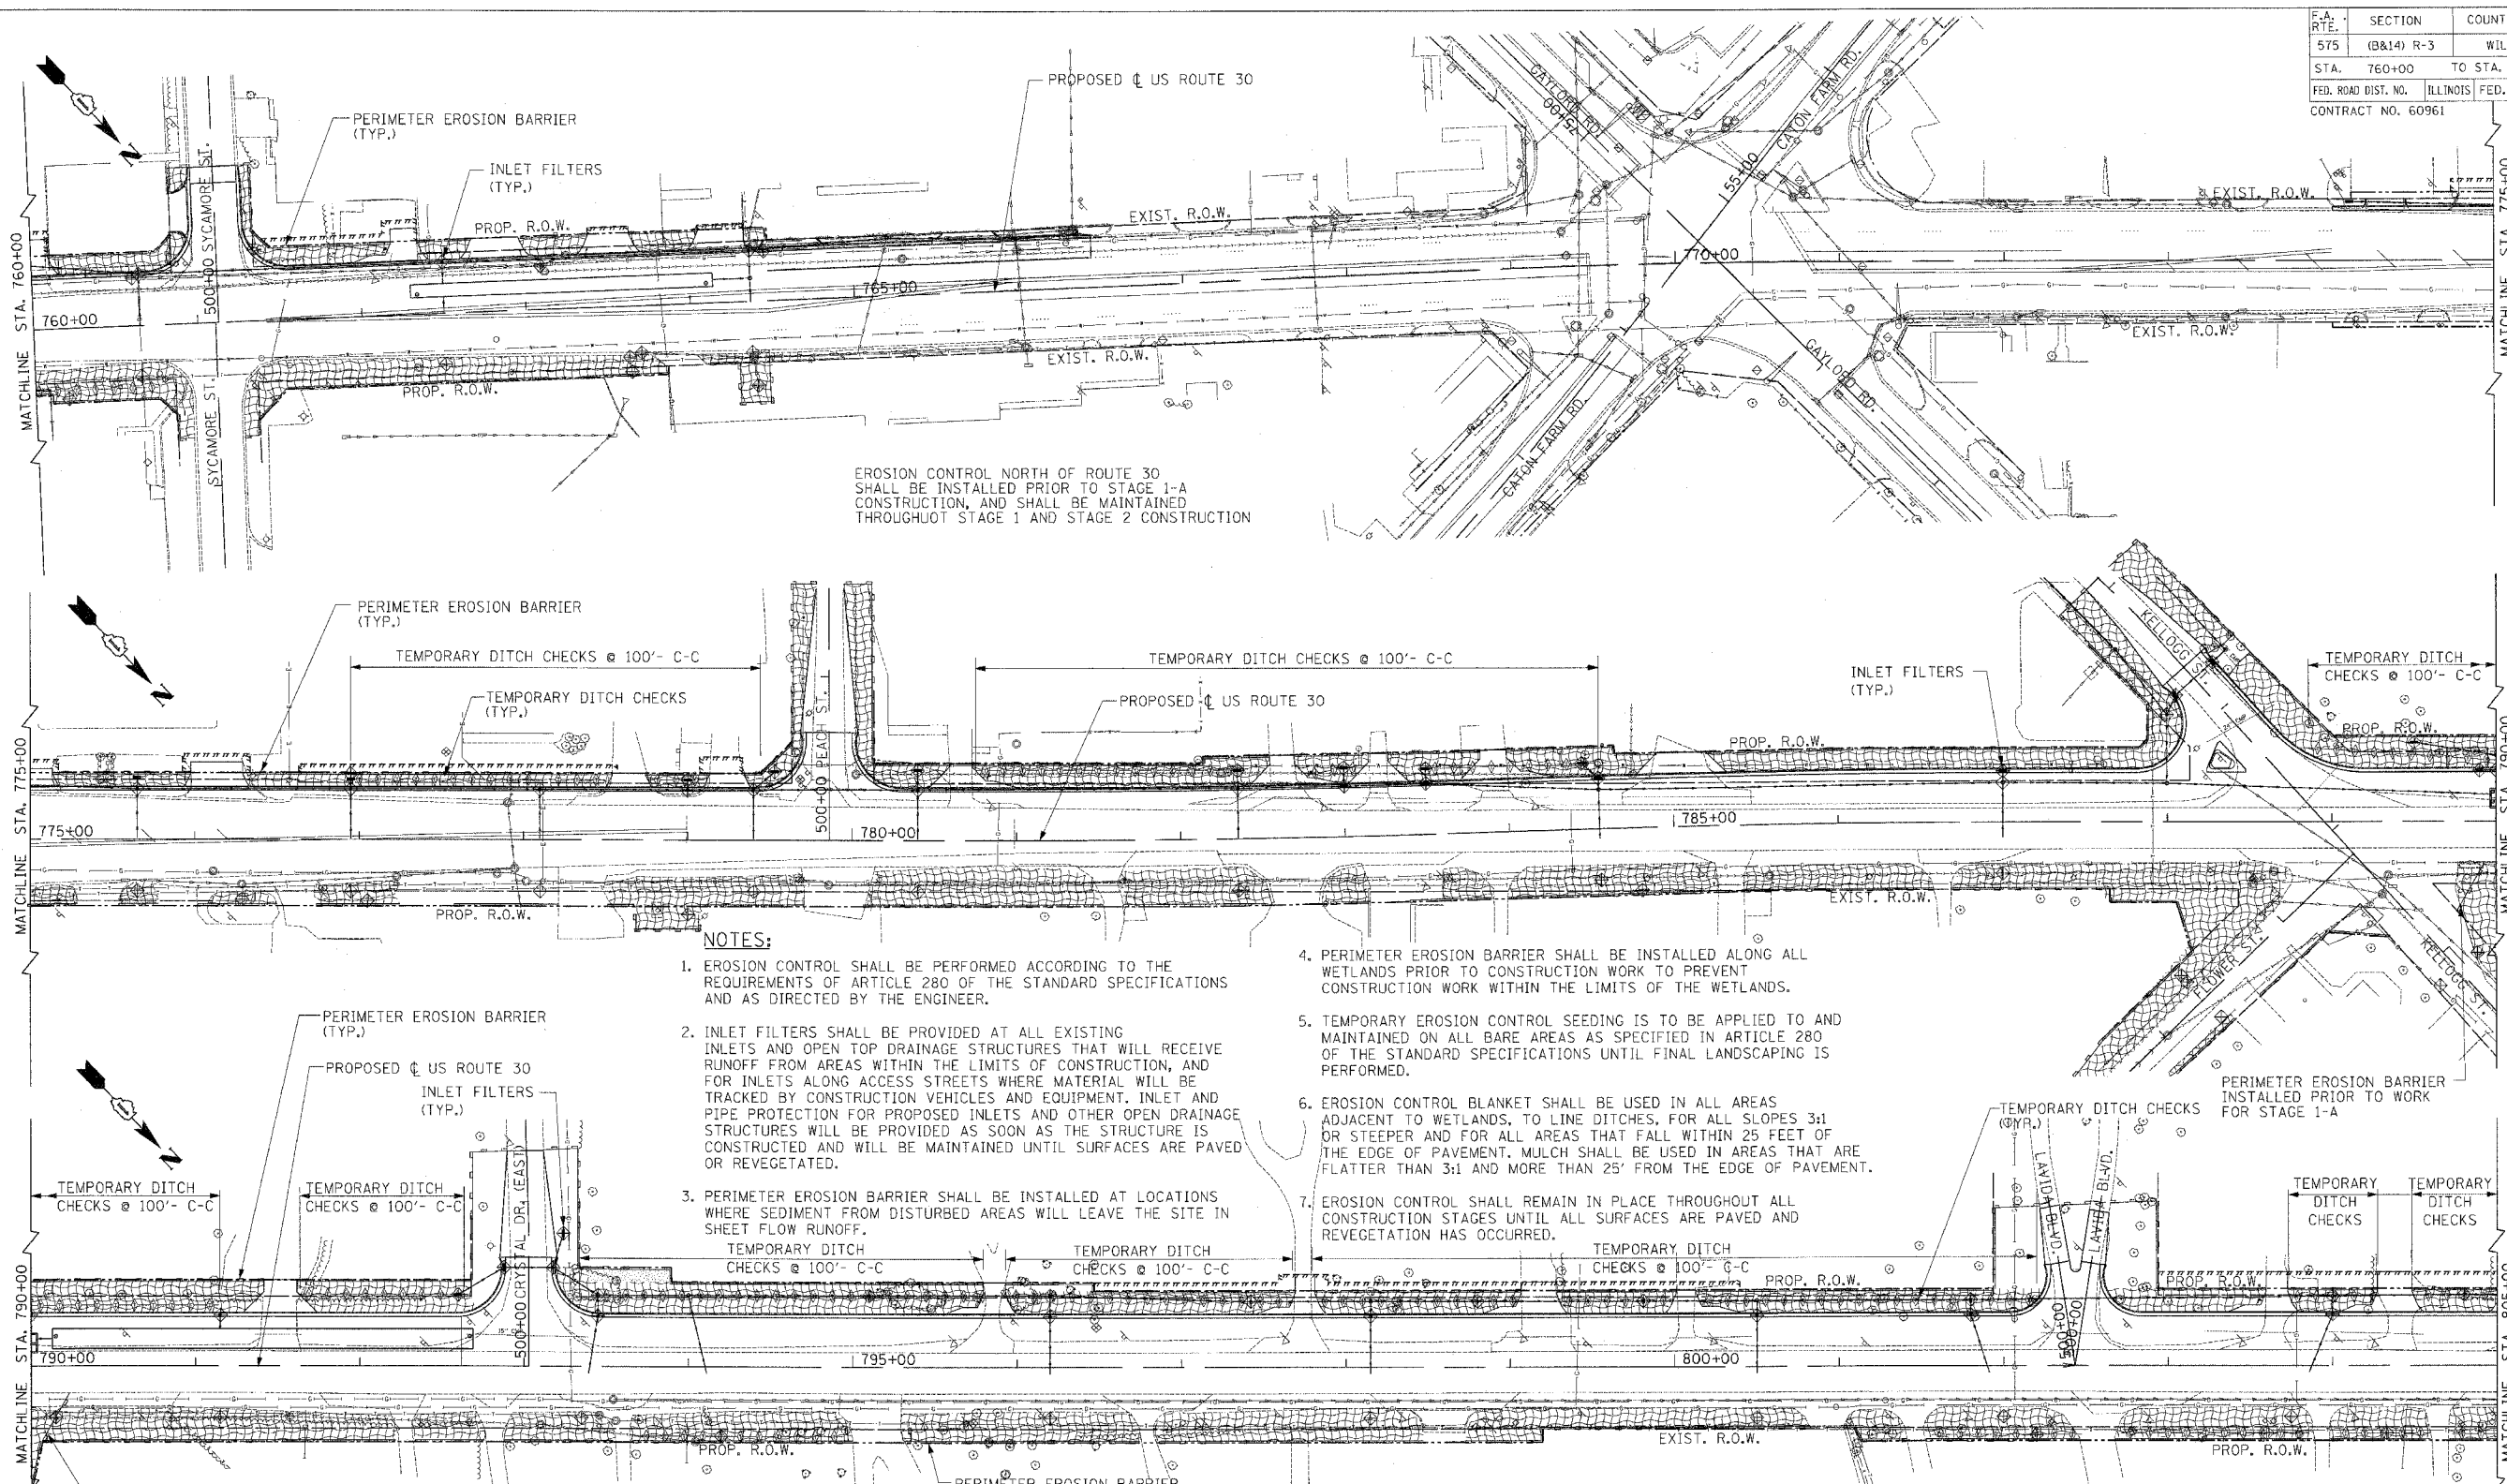 F.A. RTE. SECTION COUNT
575 (B&14) R-3 WIL
STA. 760+00 TO STA.
FED. ROAD DIST. NO. ILLINOIS FED.
CONTRACT NO. 60961
N
PERIMETER EROSION BARRIER
(TYP.)
INLET FILTERS
(TYP.)
PROPOSED ℄ US ROUTE 30
GAYLORD RD.
75+00
CATON FARM RD.
155+00
MATCHLINE STA. 760+00
500+00 SYCAMORE ST.
PROP. R.O.W.
EXIST. R.O.W.
EXIST. R.O.W.
MATCHLINE STA. 775+00
760+00
765+00
770+00
SYCAMORE ST.
PROP. R.O.W.
EXIST. R.O.W.
EXIST. R.O.W.
CATON FARM RD.
GAYLORD RD.
EROSION CONTROL NORTH OF ROUTE 30
SHALL BE INSTALLED PRIOR TO STAGE 1-A
CONSTRUCTION, AND SHALL BE MAINTAINED
THROUGHUOT STAGE 1 AND STAGE 2 CONSTRUCTION
N
PERIMETER EROSION BARRIER
(TYP.)
TEMPORARY DITCH CHECKS @ 100'- C-C
TEMPORARY DITCH CHECKS
(TYP.)
TEMPORARY DITCH CHECKS @ 100'- C-C
PROPOSED ℄ US ROUTE 30
INLET FILTERS
(TYP.)
KELLOGG ST.
TEMPORARY DITCH
CHECKS @ 100'- C-C
PROP. R.O.W.
PROP. R.O.W.
MATCHLINE STA. 775+00
500+00 PEACH ST.
MATCHLINE STA. 790+00
775+00
780+00
785+00
PROP. R.O.W.
EXIST. R.O.W.
FLOWER ST.
KELLOGG ST.
NOTES:
1. EROSION CONTROL SHALL BE PERFORMED ACCORDING TO THE
REQUIREMENTS OF ARTICLE 280 OF THE STANDARD SPECIFICATIONS
AND AS DIRECTED BY THE ENGINEER.
2. INLET FILTERS SHALL BE PROVIDED AT ALL EXISTING
INLETS AND OPEN TOP DRAINAGE STRUCTURES THAT WILL RECEIVE
RUNOFF FROM AREAS WITHIN THE LIMITS OF CONSTRUCTION, AND
FOR INLETS ALONG ACCESS STREETS WHERE MATERIAL WILL BE
TRACKED BY CONSTRUCTION VEHICLES AND EQUIPMENT. INLET AND
PIPE PROTECTION FOR PROPOSED INLETS AND OTHER OPEN DRAINAGE
STRUCTURES WILL BE PROVIDED AS SOON AS THE STRUCTURE IS
CONSTRUCTED AND WILL BE MAINTAINED UNTIL SURFACES ARE PAVED
OR REVEGETATED.
3. PERIMETER EROSION BARRIER SHALL BE INSTALLED AT LOCATIONS
WHERE SEDIMENT FROM DISTURBED AREAS WILL LEAVE THE SITE IN
SHEET FLOW RUNOFF.
4. PERIMETER EROSION BARRIER SHALL BE INSTALLED ALONG ALL
WETLANDS PRIOR TO CONSTRUCTION WORK TO PREVENT
CONSTRUCTION WORK WITHIN THE LIMITS OF THE WETLANDS.
5. TEMPORARY EROSION CONTROL SEEDING IS TO BE APPLIED TO AND
MAINTAINED ON ALL BARE AREAS AS SPECIFIED IN ARTICLE 280
OF THE STANDARD SPECIFICATIONS UNTIL FINAL LANDSCAPING IS
PERFORMED.
6. EROSION CONTROL BLANKET SHALL BE USED IN ALL AREAS
ADJACENT TO WETLANDS, TO LINE DITCHES, FOR ALL SLOPES 3:1
OR STEEPER AND FOR ALL AREAS THAT FALL WITHIN 25 FEET OF
THE EDGE OF PAVEMENT. MULCH SHALL BE USED IN AREAS THAT ARE
FLATTER THAN 3:1 AND MORE THAN 25' FROM THE EDGE OF PAVEMENT.
7. EROSION CONTROL SHALL REMAIN IN PLACE THROUGHOUT ALL
CONSTRUCTION STAGES UNTIL ALL SURFACES ARE PAVED AND
REVEGETATION HAS OCCURRED.
PERIMETER EROSION BARRIER
INSTALLED PRIOR TO WORK
FOR STAGE 1-A
PERIMETER EROSION BARRIER
(TYP.)
PROPOSED ℄ US ROUTE 30
INLET FILTERS
(TYP.)
N
TEMPORARY DITCH CHECKS
(TYP.)
TEMPORARY DITCH
CHECKS @ 100'- C-C
TEMPORARY DITCH
CHECKS @ 100'- C-C
TEMPORARY DITCH
CHECKS @ 100'- C-C
TEMPORARY DITCH
CHECKS @ 100'- C-C
TEMPORARY DITCH
CHECKS @ 100'- C-C
TEMPORARY
DITCH
CHECKS
TEMPORARY
DITCH
CHECKS
500+00 CRYSTAL DR. (EAST)
LAVIDA BLVD.
LAVIDA BLVD.
PROP. R.O.W.
PROP. R.O.W.
MATCHLINE STA. 790+00
MATCHLINE STA. 805+00
500+00
500+00
790+00
795+00
800+00
PROP. R.O.W.
EXIST. R.O.W.
PROP. R.O.W.
PERIMETER EROSION BARRIER